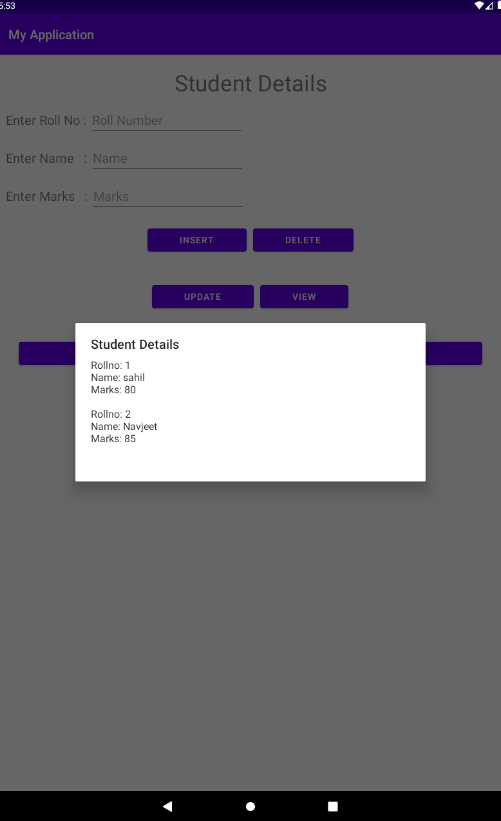 5:53
My Application
Student Details
Enter Roll No : Roll Number
Enter Name : Name
Enter Marks : Marks
INSERT DELETE
UPDATE VIEW
Student Details
Rollno: 1
Name: sahil
Marks: 80
Rollno: 2
Name: Navjeet
Marks: 85